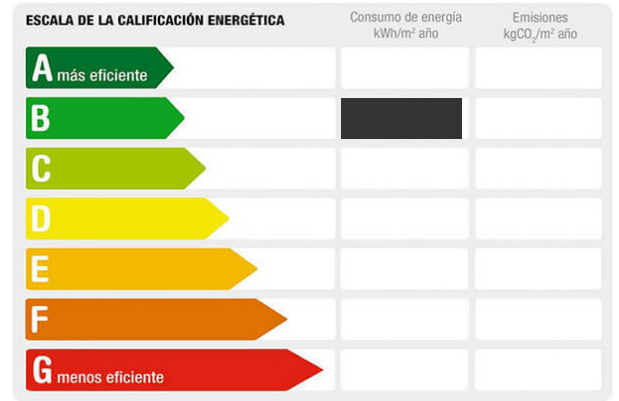 ESCALA DE LA CALIFICACIÓN ENERGÉTICA
Consumo de energía
kWh/m² año
Emisiones
kgCO₂/m² año
A más eficiente
B
C
D
E
F
G menos eficiente